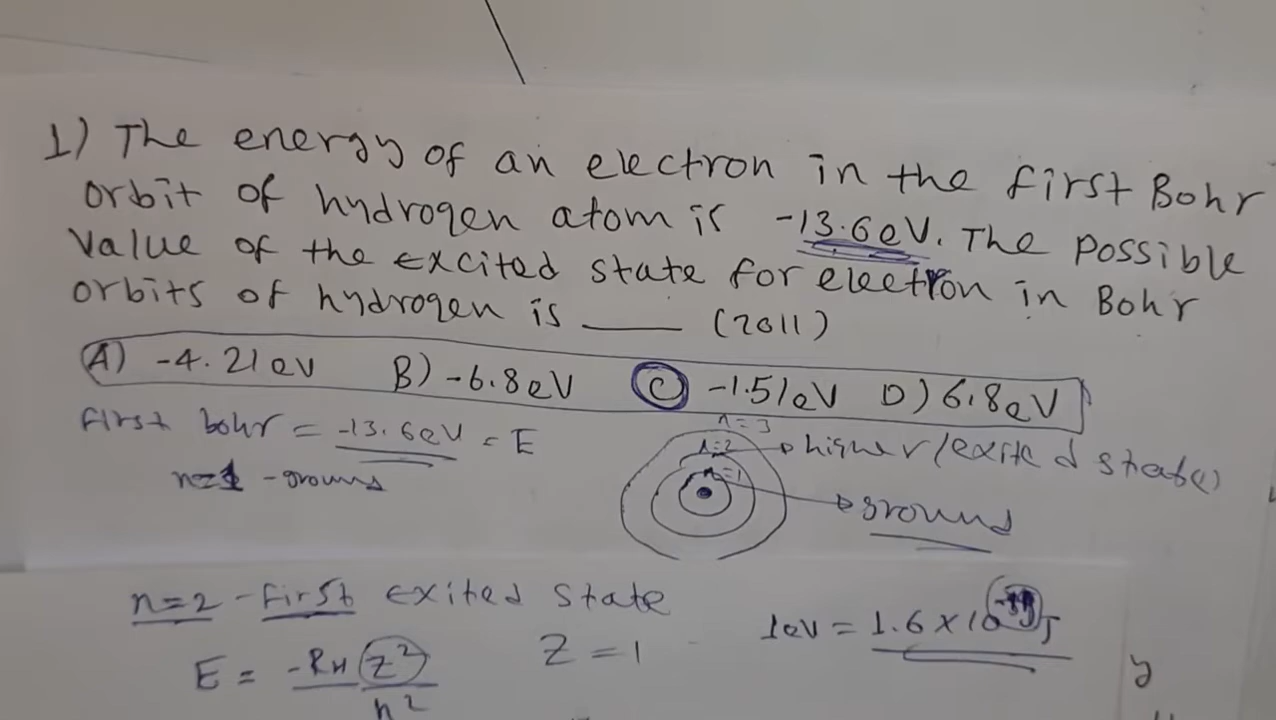 1) The energy of an electron in the first Bohr
orbit of hydrogen atom is -13.6eV. The possible
value of the excited state for electron in Bohr
orbits of hydrogen is ____ (2011)
A) -4.21eV B) -6.8eV C) -1.51eV D) 6.8eV
First bohr = -13.6eV = E
n=1 - ground
n=3
n=2 → higher/exited state(s)
n=1
→ ground
n=2 - First exited state
1eV = 1.6 × 10 J
E = -RH Z²
n²
Z = 1
y